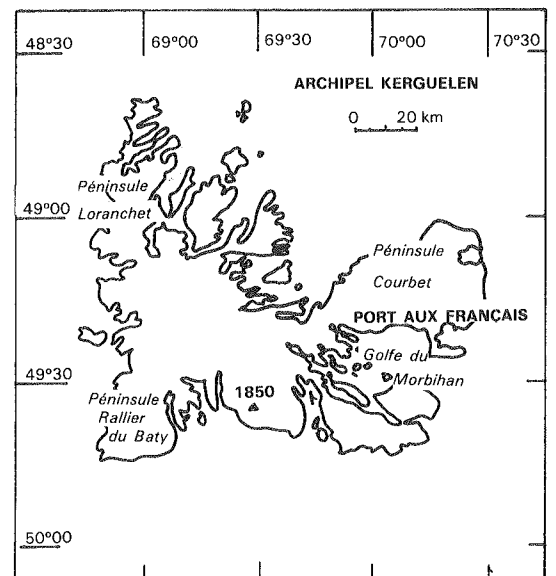 48°30
69°00
69°30
70°00
70°30
ARCHIPEL KERGUELEN
0 20 km
Péninsule
Loranchet
49°00
Péninsule
Courbet
PORT AUX FRANÇAIS
Golfe du
Morbihan
49°30
1850
Péninsule
Rallier
du Baty
50°00